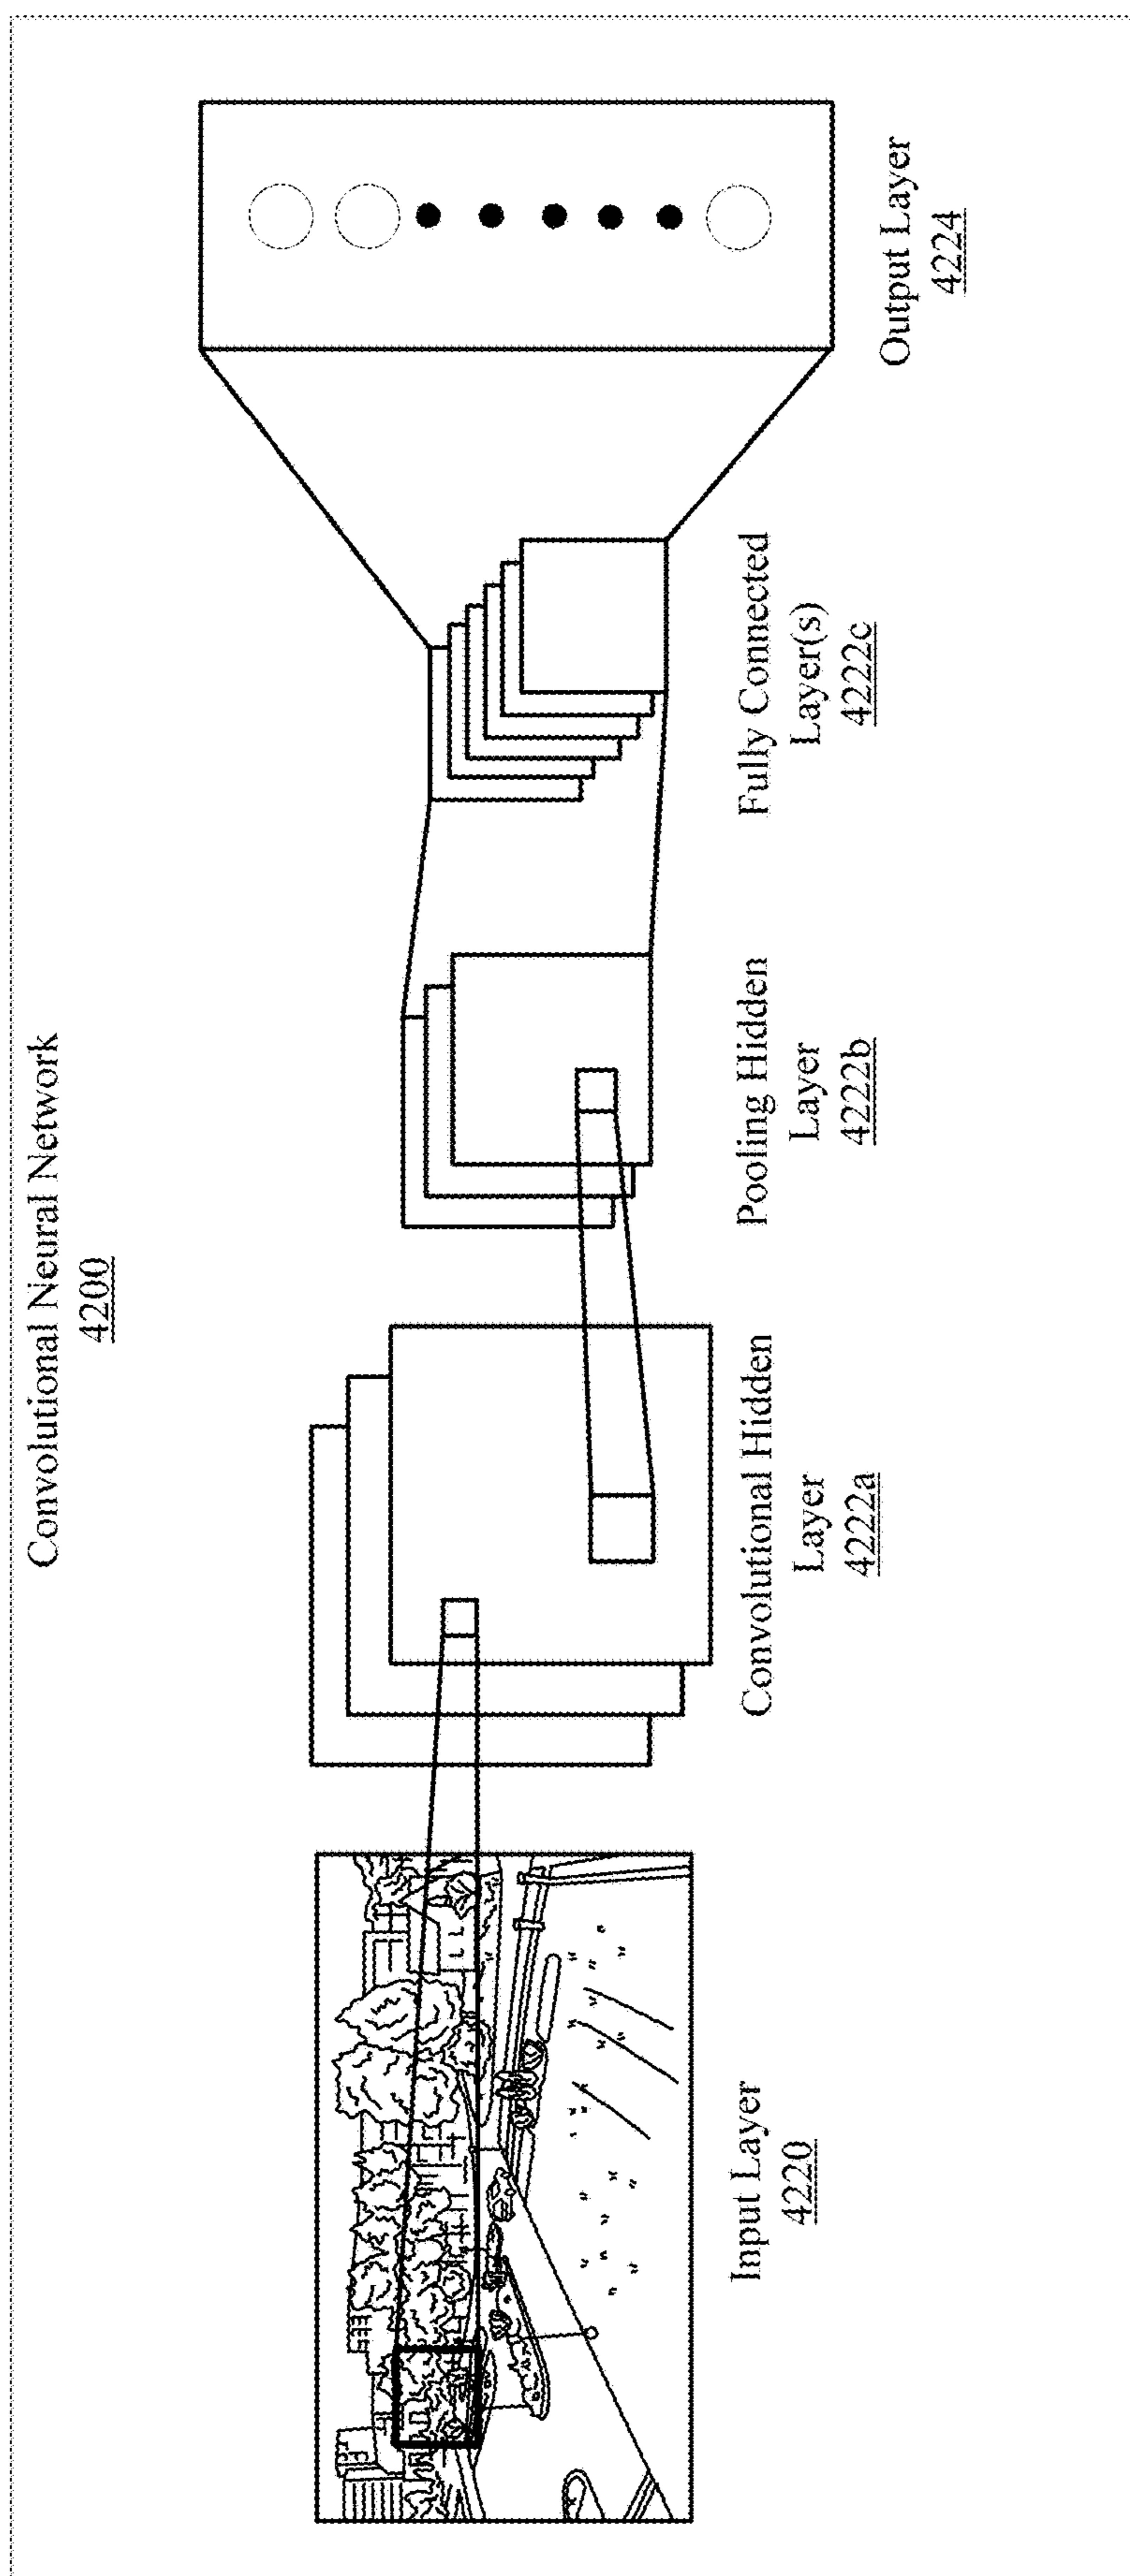 Convolutional Neural Network
4200
Input Layer
4220
Convolutional Hidden
Layer
4222a
Pooling Hidden
Layer
4222b
Fully Connected
Layer(s)
4222c
Output Layer
4224